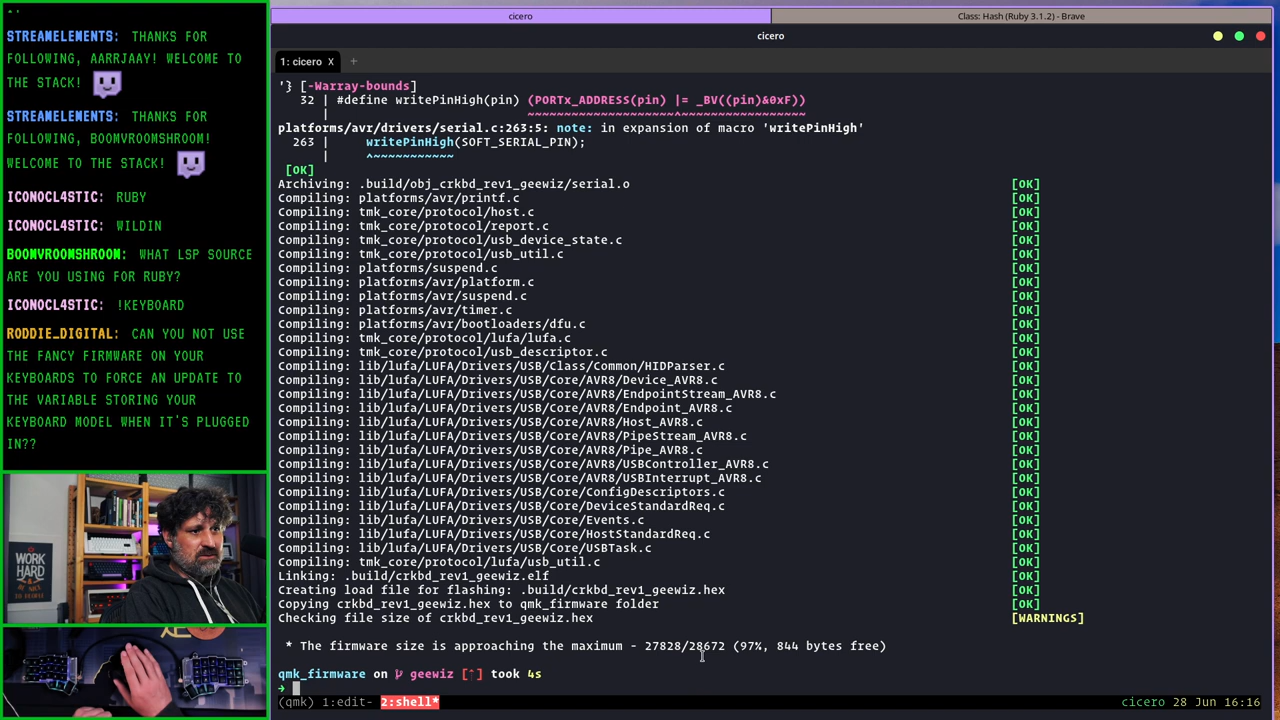 STREAMELEMENTS: THANKS FOR
FOLLOWING, AARRJAAY! WELCOME TO
THE STACK!
STREAMELEMENTS: THANKS FOR
FOLLOWING, BOOMVROOMSHROOM!
WELCOME TO THE STACK!
ICONOCL4STIC: RUBY
ICONOCL4STIC: WILDIN
BOOMVROOMSHROOM: WHAT LSP SOURCE
ARE YOU USING FOR RUBY?
ICONOCL4STIC: !KEYBOARD
RODDIE_DIGITAL: CAN YOU NOT USE
THE FANCY FIRMWARE ON YOUR
KEYBOARDS TO FORCE AN UPDATE TO
THE VARIABLE STORING YOUR
KEYBOARD MODEL WHEN IT'S PLUGGED
IN??
WORK
HARD
cicero
Class: Hash (Ruby 3.1.2) - Brave
cicero
1: cicero X +
'} [-Warray-bounds]
32 | #define writePinHigh(pin) (PORTx_ADDRESS(pin) |= _BV((pin)&0xF))
| ~~~~~~~~~~~~~~~~~~~~^~~~~~~~~~~~~~~~~~
platforms/avr/drivers/serial.c:263:5: note: in expansion of macro 'writePinHigh'
263 | writePinHigh(SOFT_SERIAL_PIN);
| ^~~~~~~~~~~~
[OK]
Archiving: .build/obj_crkbd_rev1_geewiz/serial.o [OK]
Compiling: platforms/avr/printf.c [OK]
Compiling: tmk_core/protocol/host.c [OK]
Compiling: tmk_core/protocol/report.c [OK]
Compiling: tmk_core/protocol/usb_device_state.c [OK]
Compiling: tmk_core/protocol/usb_util.c [OK]
Compiling: platforms/suspend.c [OK]
Compiling: platforms/avr/platform.c [OK]
Compiling: platforms/avr/suspend.c [OK]
Compiling: platforms/avr/timer.c [OK]
Compiling: platforms/avr/bootloaders/dfu.c [OK]
Compiling: tmk_core/protocol/lufa/lufa.c [OK]
Compiling: tmk_core/protocol/usb_descriptor.c [OK]
Compiling: lib/lufa/LUFA/Drivers/USB/Class/Common/HIDParser.c [OK]
Compiling: lib/lufa/LUFA/Drivers/USB/Core/AVR8/Device_AVR8.c [OK]
Compiling: lib/lufa/LUFA/Drivers/USB/Core/AVR8/EndpointStream_AVR8.c [OK]
Compiling: lib/lufa/LUFA/Drivers/USB/Core/AVR8/Endpoint_AVR8.c [OK]
Compiling: lib/lufa/LUFA/Drivers/USB/Core/AVR8/Host_AVR8.c [OK]
Compiling: lib/lufa/LUFA/Drivers/USB/Core/AVR8/PipeStream_AVR8.c [OK]
Compiling: lib/lufa/LUFA/Drivers/USB/Core/AVR8/Pipe_AVR8.c [OK]
Compiling: lib/lufa/LUFA/Drivers/USB/Core/AVR8/USBController_AVR8.c [OK]
Compiling: lib/lufa/LUFA/Drivers/USB/Core/AVR8/USBInterrupt_AVR8.c [OK]
Compiling: lib/lufa/LUFA/Drivers/USB/Core/ConfigDescriptors.c [OK]
Compiling: lib/lufa/LUFA/Drivers/USB/Core/DeviceStandardReq.c [OK]
Compiling: lib/lufa/LUFA/Drivers/USB/Core/Events.c [OK]
Compiling: lib/lufa/LUFA/Drivers/USB/Core/HostStandardReq.c [OK]
Compiling: lib/lufa/LUFA/Drivers/USB/Core/USBTask.c [OK]
Compiling: tmk_core/protocol/lufa/usb_util.c [OK]
Linking: .build/crkbd_rev1_geewiz.elf [OK]
Creating load file for flashing: .build/crkbd_rev1_geewiz.hex [OK]
Copying crkbd_rev1_geewiz.hex to qmk_firmware folder [OK]
Checking file size of crkbd_rev1_geewiz.hex [WARNINGS]
* The firmware size is approaching the maximum - 27828/28672 (97%, 844 bytes free)
qmk_firmware on geewiz [↑] took 4s
→
(qmk) 1:edit- 2:shell* cicero 28 Jun 16:16